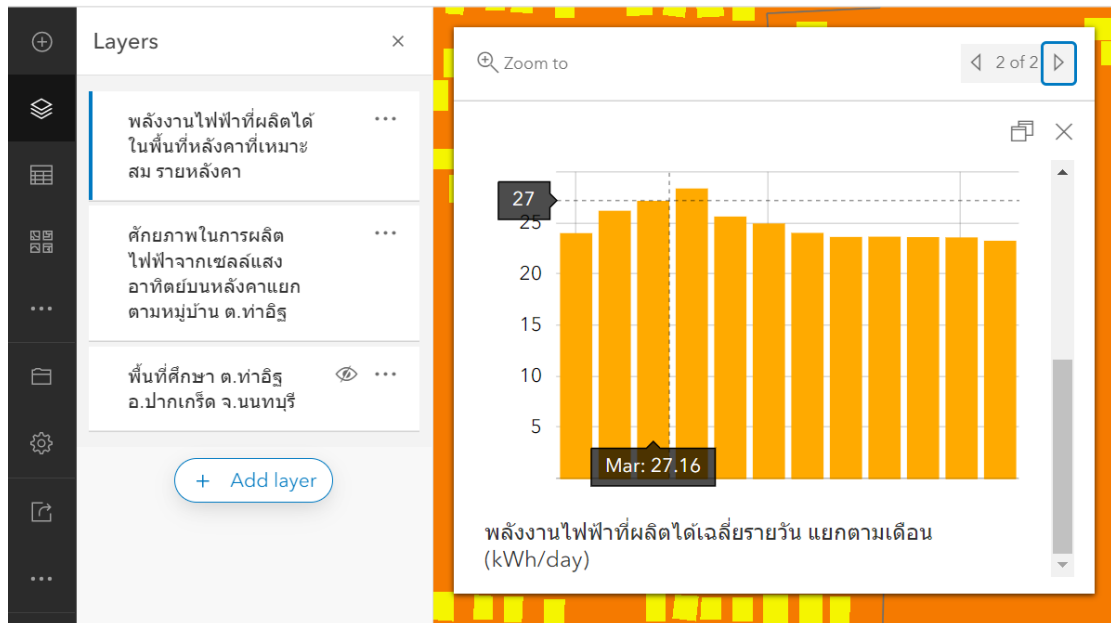 Layers
พลังงานไฟฟ้าที่ผลิตได้
ในพื้นที่หลังคาที่เหมาะ
สม รายหลังคา
ศักยภาพในการผลิต
ไฟฟ้าจากเซลล์แสง
อาทิตย์บนหลังคาแยก
ตามหมู่บ้าน ต.ท่าอิฐ
พื้นที่ศึกษา ต.ท่าอิฐ
อ.ปากเกร็ด จ.นนทบุรี
+ Add layer
Zoom to
2 of 2
27
25
20
15
10
5
Mar: 27.16
พลังงานไฟฟ้าที่ผลิตได้เฉลี่ยรายวัน แยกตามเดือน
(kWh/day)